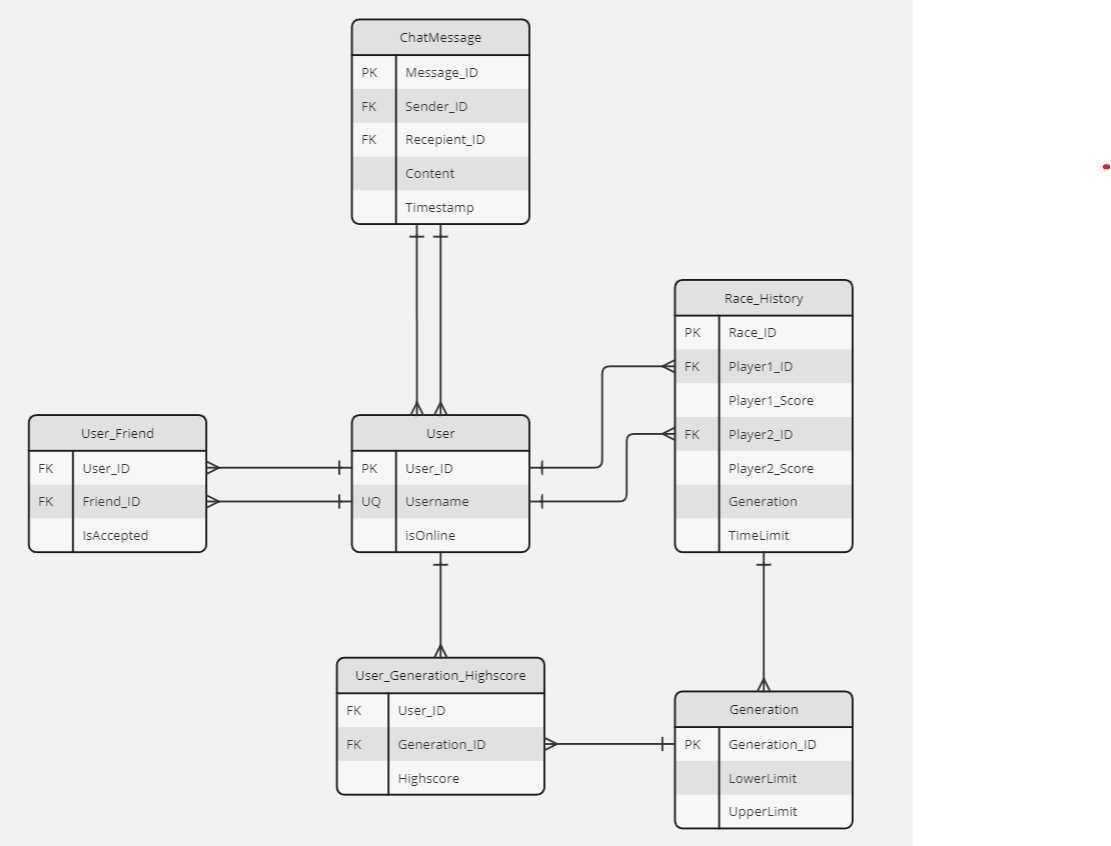 ChatMessage
PK Message_ID
FK Sender_ID
FK Recepient_ID
Content
Timestamp
Race_History
PK Race_ID
FK Player1_ID
Player1_Score
FK Player2_ID
Player2_Score
Generation
TimeLimit
User_Friend
FK User_ID
FK Friend_ID
IsAccepted
User
PK User_ID
UQ Username
isOnline
User_Generation_Highscore
FK User_ID
FK Generation_ID
Highscore
Generation
PK Generation_ID
LowerLimit
UpperLimit